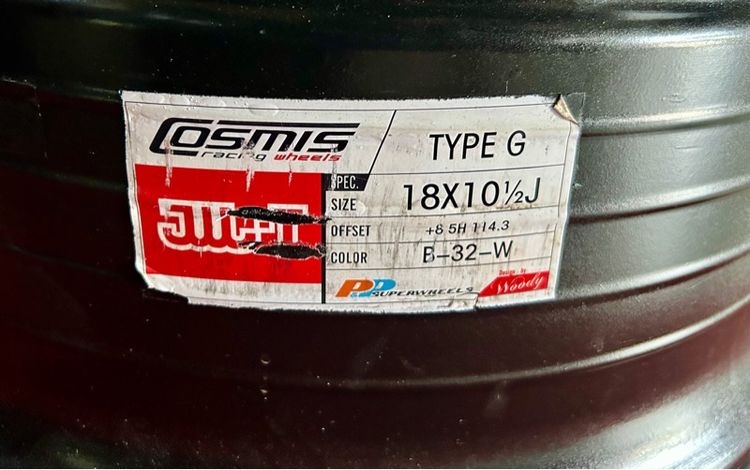 COSMIS
racing wheels
TYPE G
SPEC.
SIZE 18X10½J
OFFSET +8 5H 114.3
COLOR B-32-W
P&P SUPERWHEELS
Design by
Woody